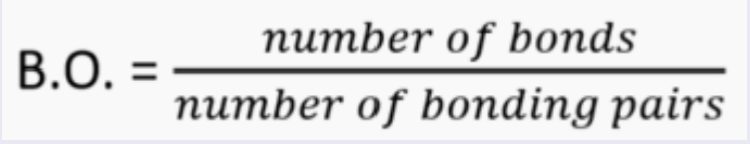 B.O. = number of bonds
number of bonding pairs